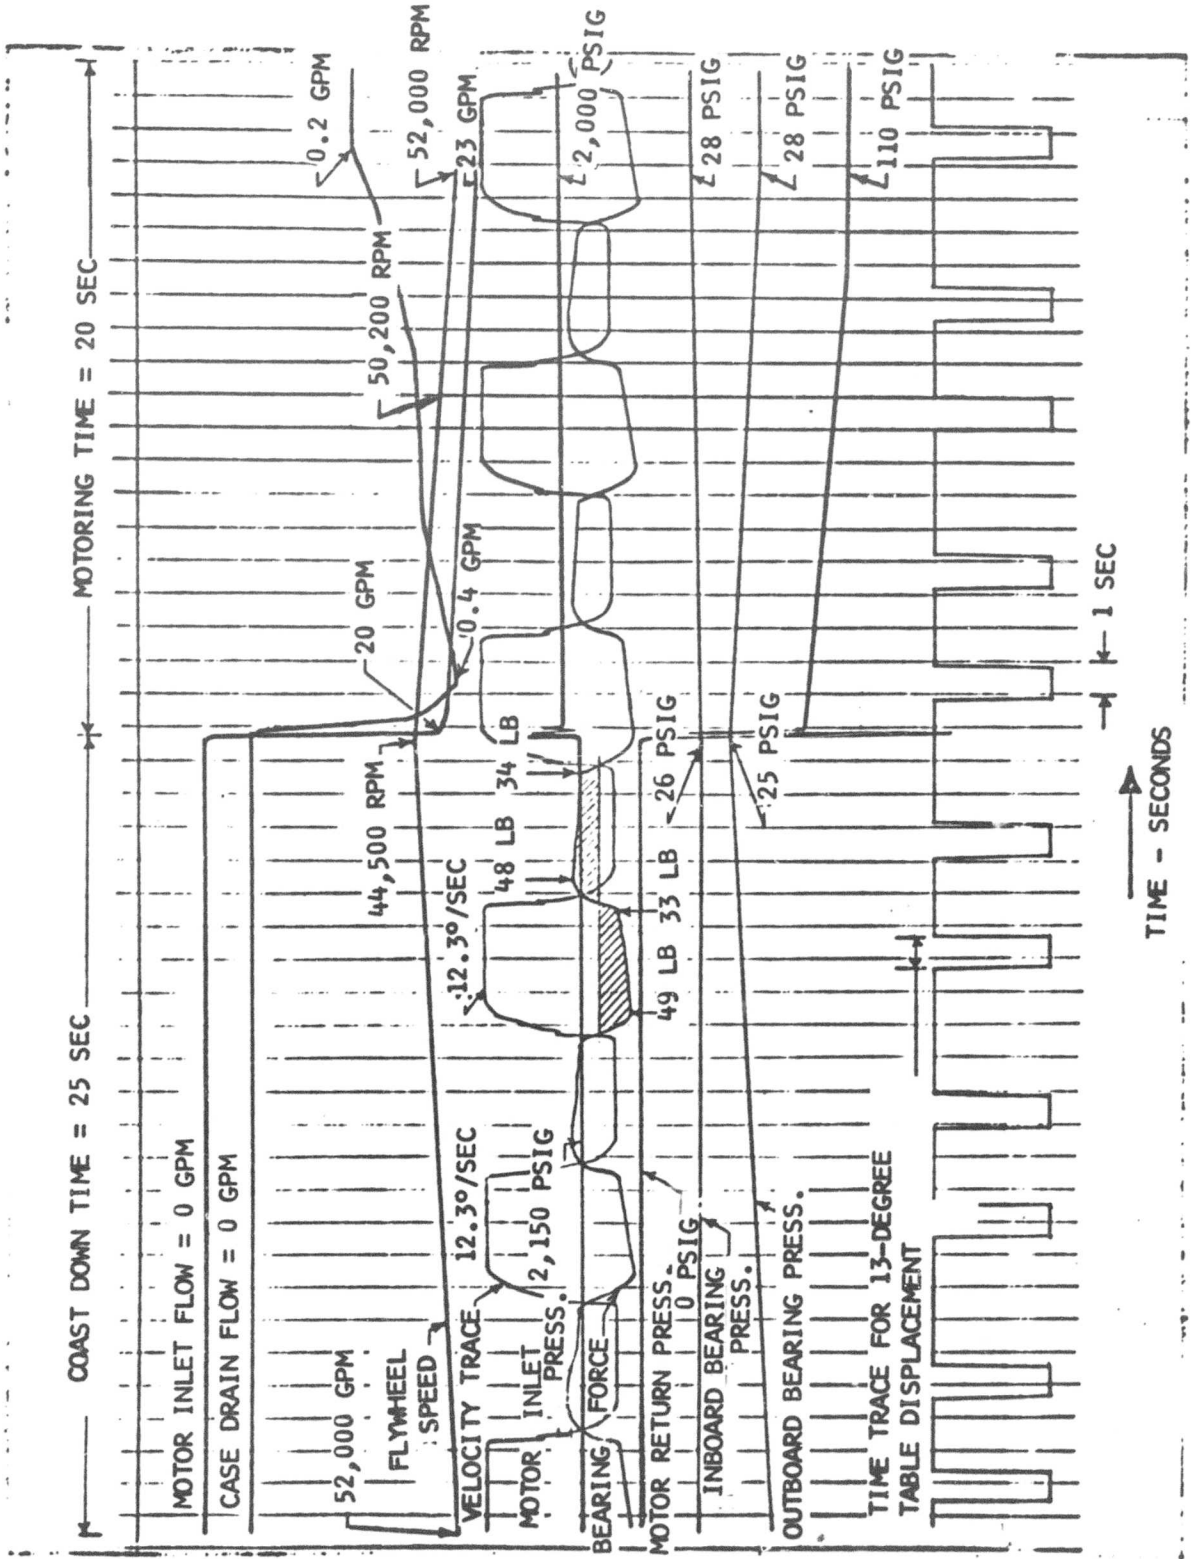 COAST DOWN TIME = 25 SEC
MOTORING TIME = 20 SEC
MOTOR INLET FLOW = 0 GPM
CASE DRAIN FLOW = 0 GPM
0.2 GPM
52,000 GPM
44,500 RPM
20 GPM
50,200 RPM
52,000 RPM
FLYWHEEL
SPEED
0.4 GPM
23 GPM
VELOCITY TRACE
12.3°/SEC
12.3°/SEC
MOTOR INLET
PRESS.
2,150 PSIG
48 LB
34 LB
2,000 PSIG
BEARING FORCE
49 LB
33 LB
MOTOR RETURN PRESS.
0 PSIG
26 PSIG
28 PSIG
INBOARD BEARING
PRESS.
25 PSIG
28 PSIG
OUTBOARD BEARING PRESS.
110 PSIG
TIME TRACE FOR 13-DEGREE
TABLE DISPLACEMENT
1 SEC
TIME - SECONDS